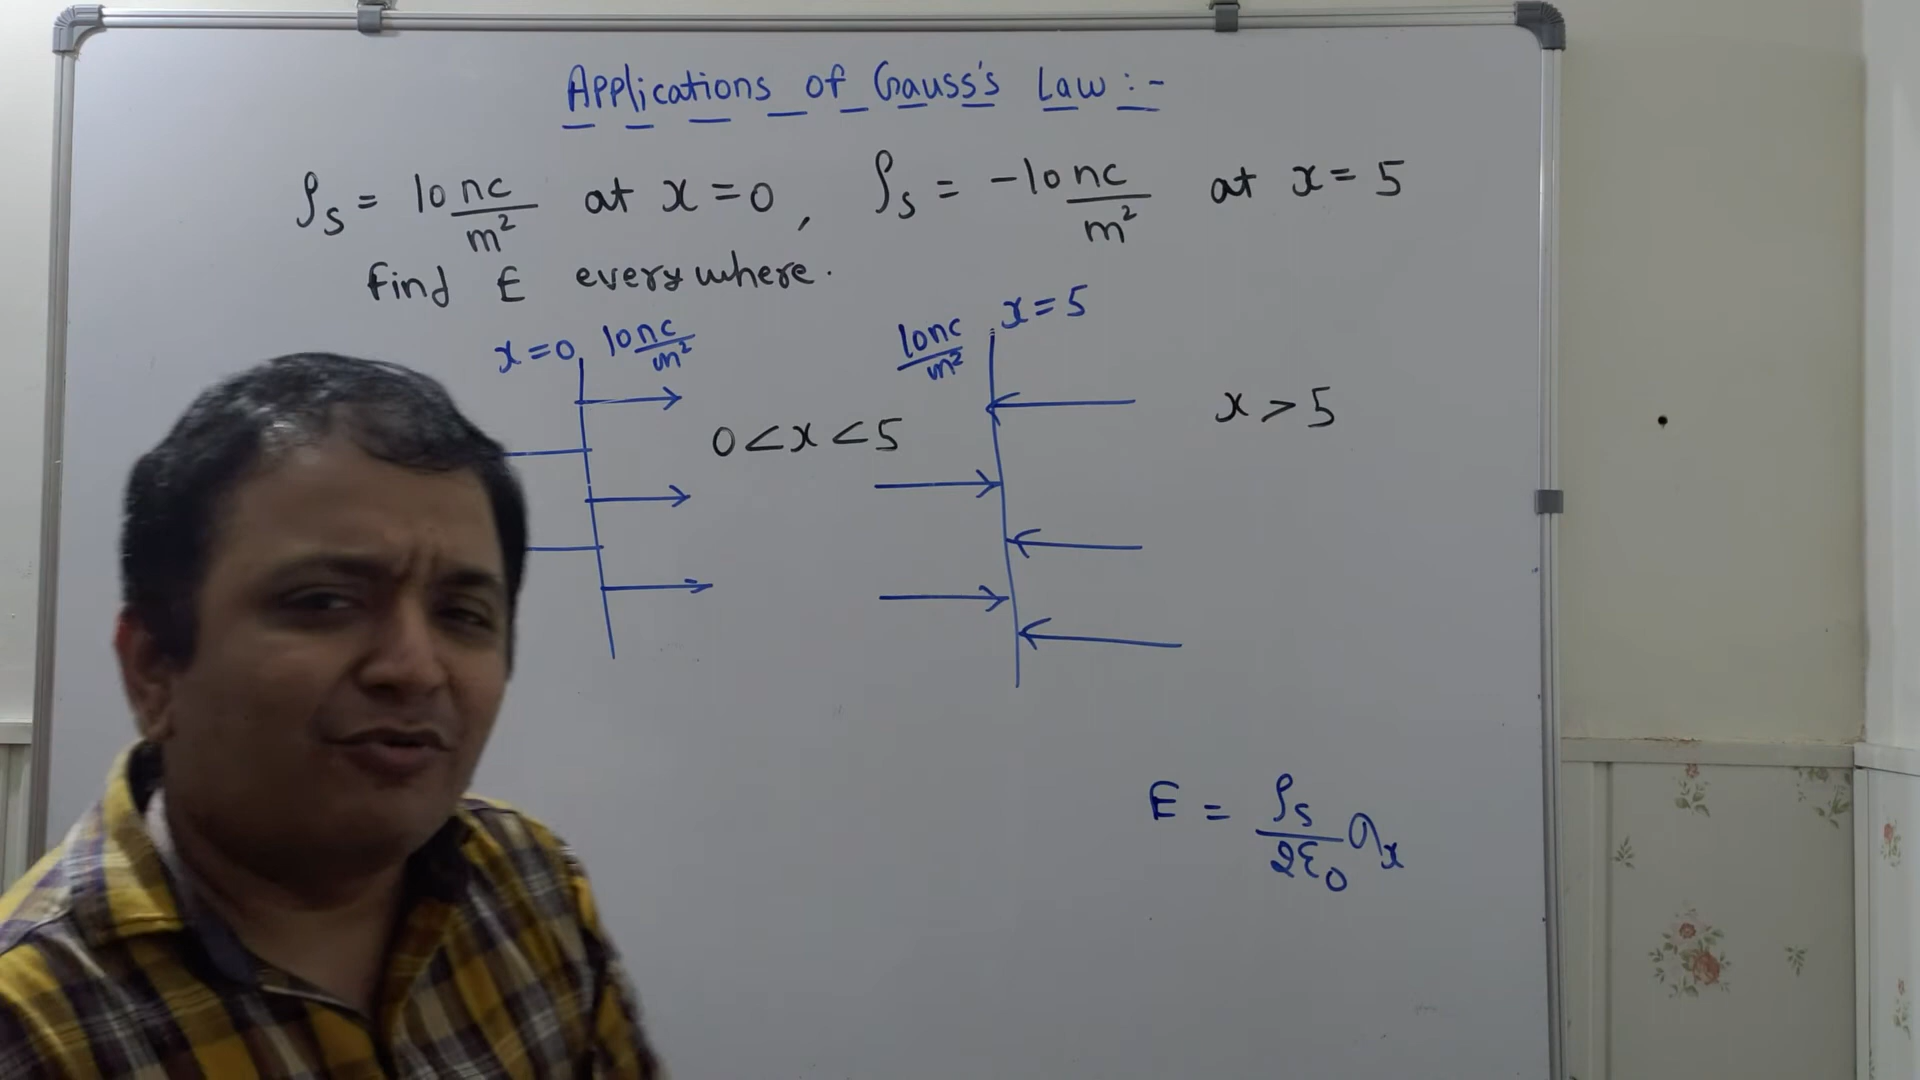 Applications of Gauss's Law :-
ρs = 10 nc/m² at x = 0 , ρs = -10 nc/m² at x = 5
Find E everywhere.
x = 0 10 nc/m² 10nc/m² x = 5
0 < x < 5 x > 5
E = ρs/2ε0 ax